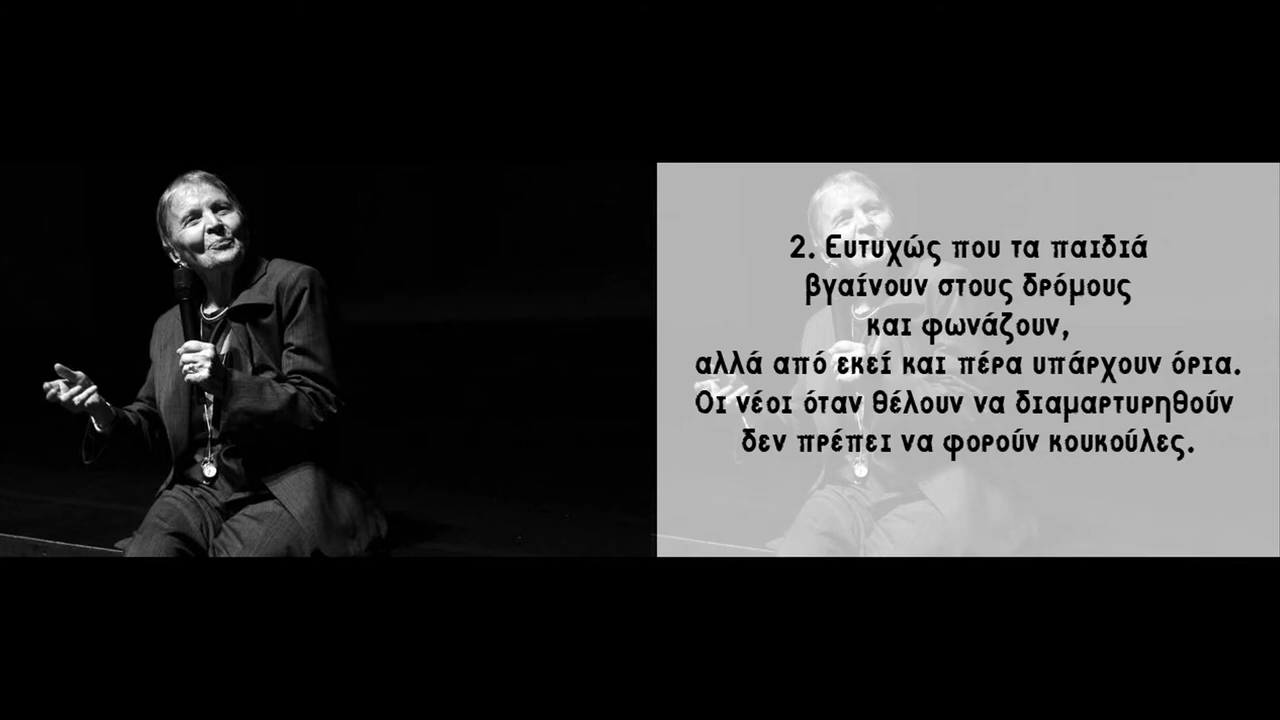 2. Ευτυχώς που τα παιδιά
βγαίνουν στους δρόμους
και φωνάζουν,
αλλά από εκεί και πέρα υπάρχουν όρια.
Οι νέοι όταν θέλουν να διαμαρτυρηθούν
δεν πρέπει να φορούν κουκούλες.